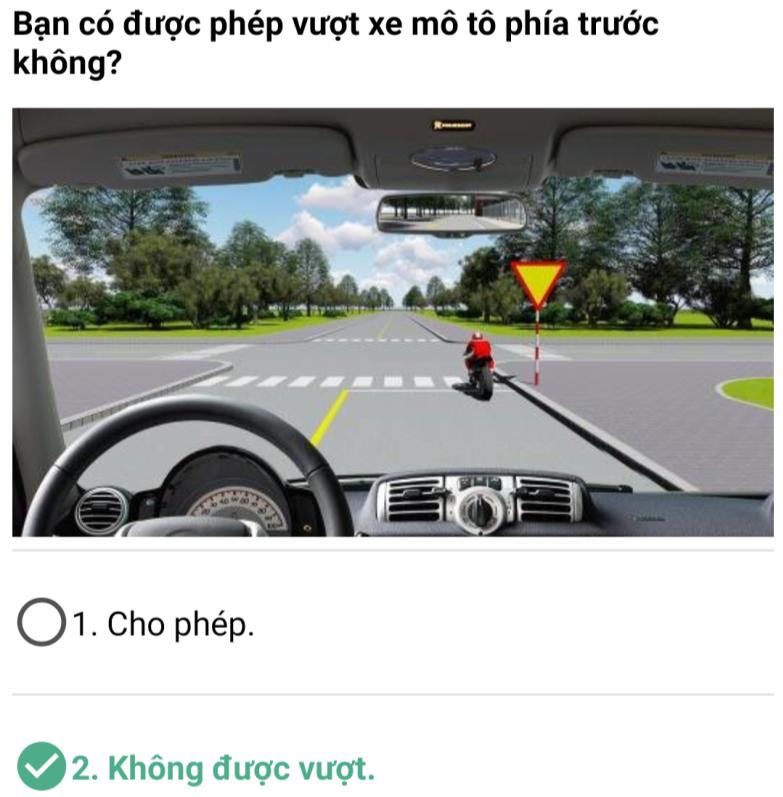 Bạn có được phép vượt xe mô tô phía trước
không?
1. Cho phép.
2. Không được vượt.